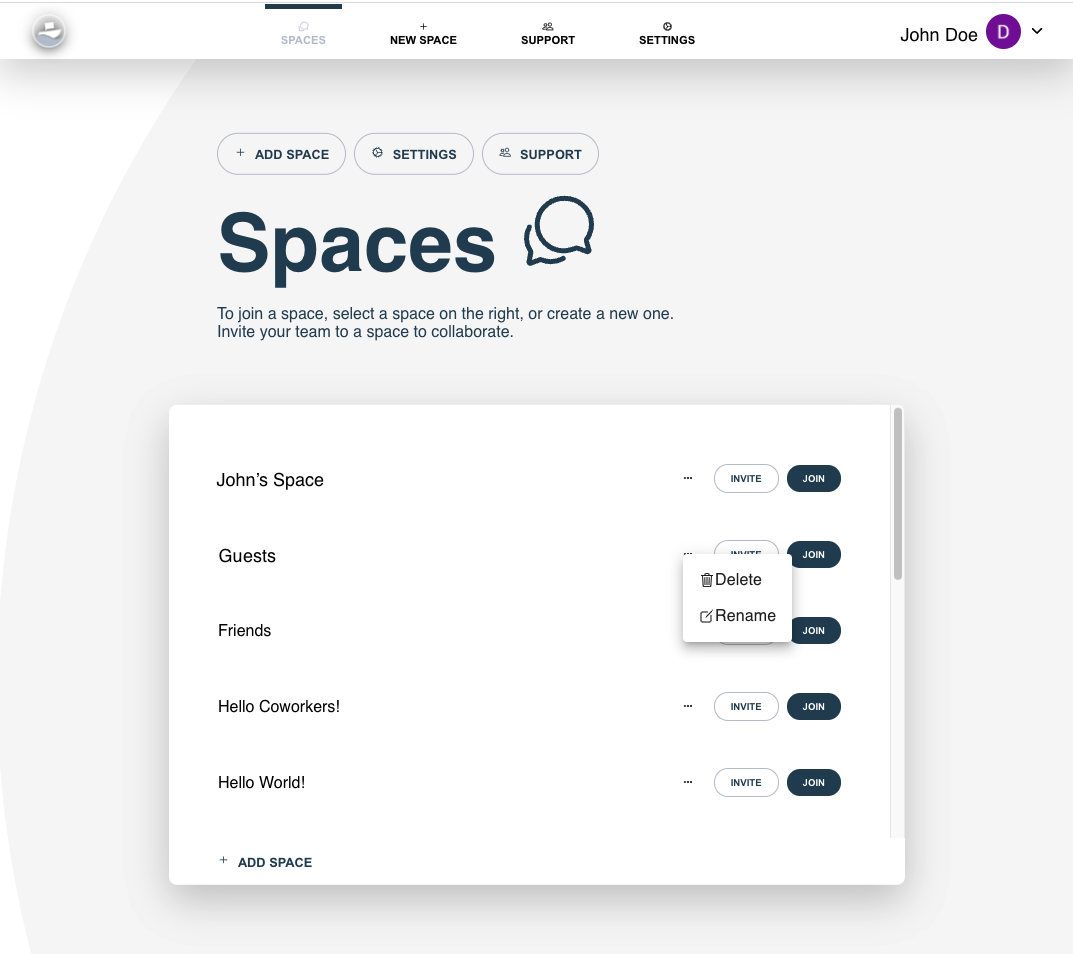 SPACES
NEW SPACE
SUPPORT
SETTINGS
John Doe
D
ADD SPACE
SETTINGS
SUPPORT
Spaces
To join a space, select a space on the right, or create a new one.
Invite your team to a space to collaborate.
John’s Space ... INVITE JOIN
Guests ... INVITE JOIN
Delete
Rename
Friends JOIN
Hello Coworkers! ... INVITE JOIN
Hello World! ... INVITE JOIN
+ ADD SPACE